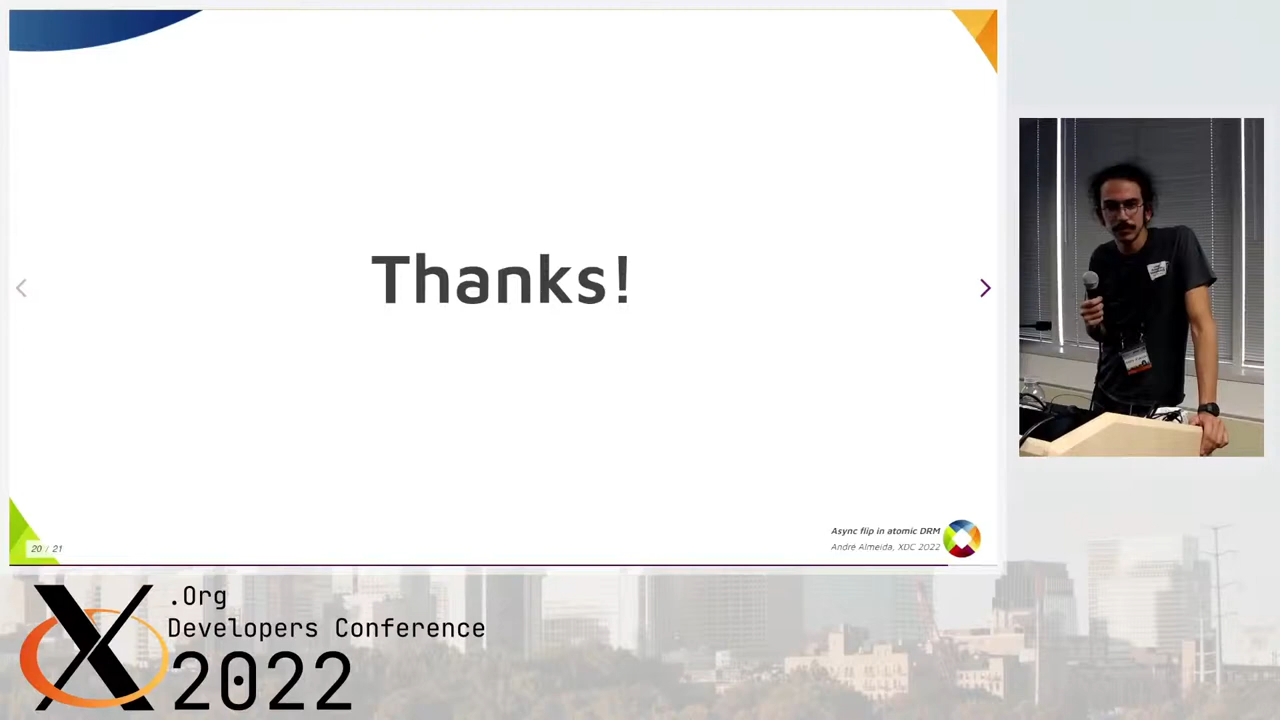 Thanks!
Async flip in atomic DRM
André Almeida, XDC 2022
20 / 21
.Org
Developers Conference
2022